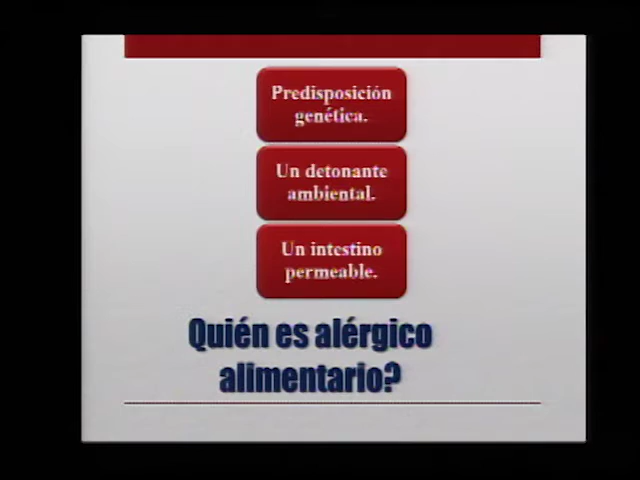 Predisposición
genética.
Un detonante
ambiental.
Un intestino
permeable.
Quién es alérgico
alimentario?